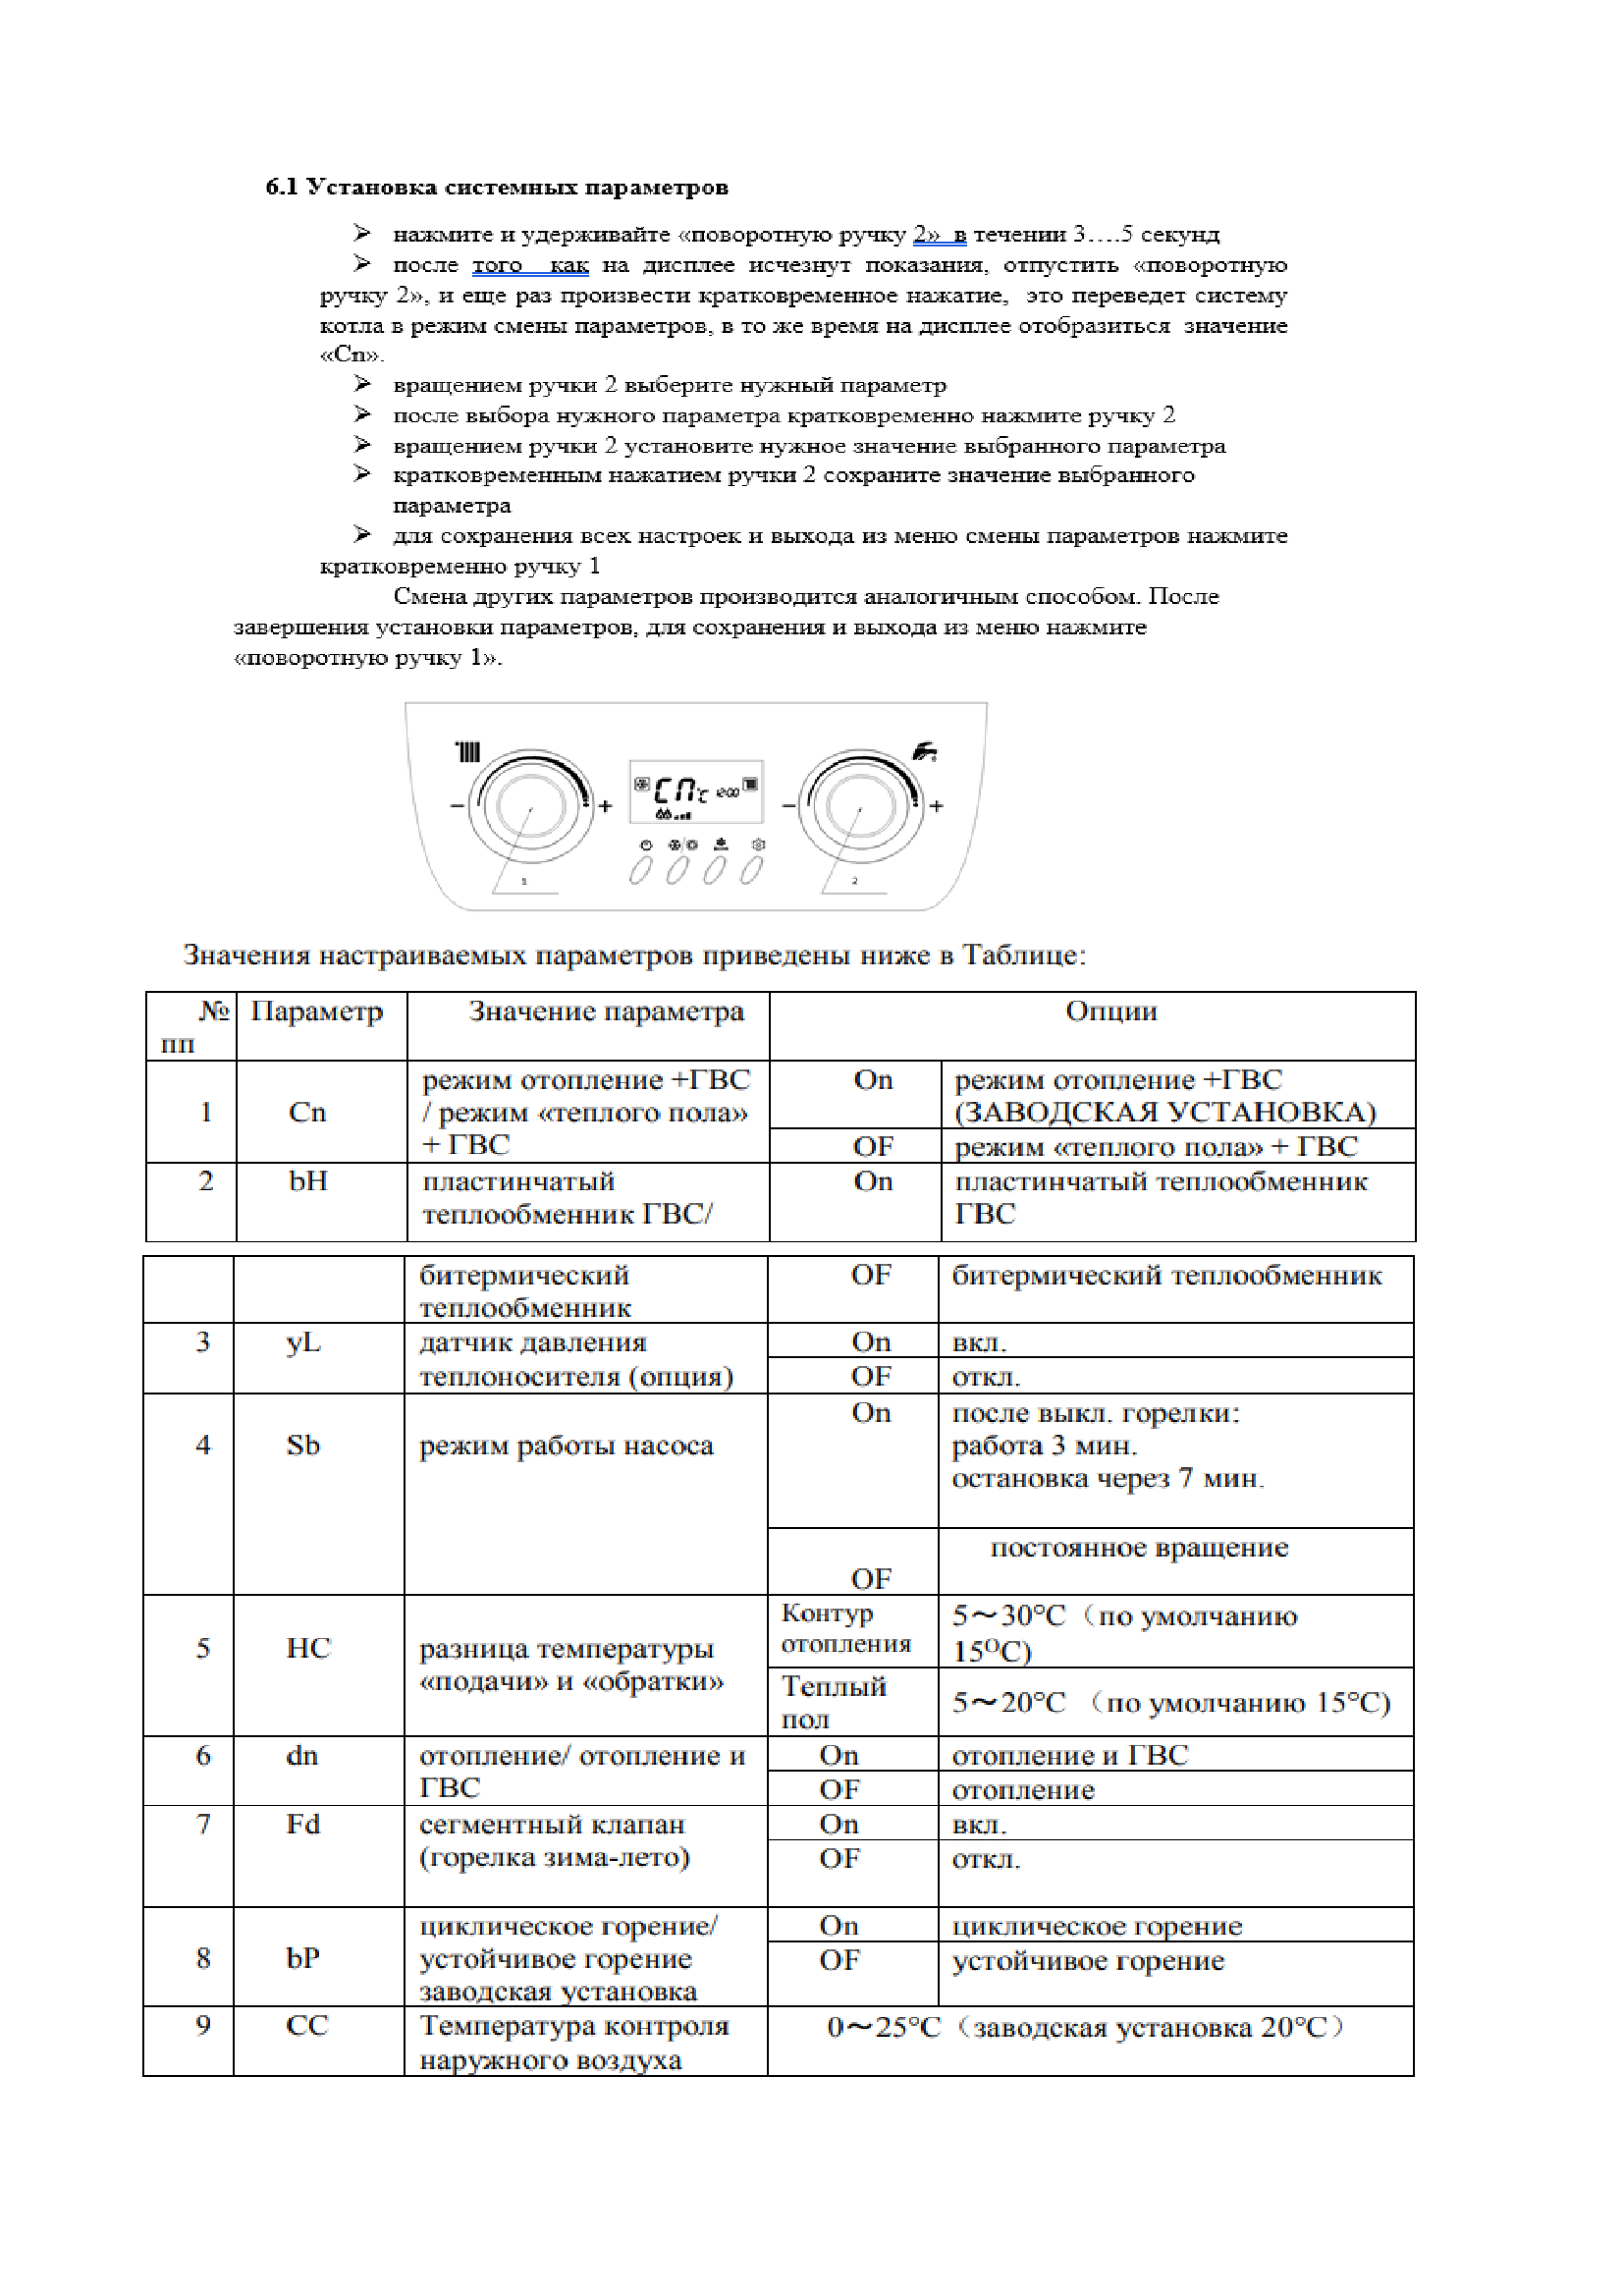 6.1 Установка системных параметров
➢ нажмите и удерживайте «поворотную ручку 2» в течении 3….5 секунд
➢ после того как на дисплее исчезнут показания, отпустить «поворотную
ручку 2», и еще раз произвести кратковременное нажатие, это переведет систему
котла в режим смены параметров, в то же время на дисплее отобразиться значение
«Cn».
➢ вращением ручки 2 выберите нужный параметр
➢ после выбора нужного параметра кратковременно нажмите ручку 2
➢ вращением ручки 2 установите нужное значение выбранного параметра
➢ кратковременным нажатием ручки 2 сохраните значение выбранного
параметра
➢ для сохранения всех настроек и выхода из меню смены параметров нажмите
кратковременно ручку 1
Смена других параметров производится аналогичным способом. После
завершения установки параметров, для сохранения и выхода из меню нажмите
«поворотную ручку 1».
− + Cn °C 12:00 − +
1 2
Значения настраиваемых параметров приведены ниже в Таблице:
№ Параметр Значение параметра Опции
пп
режим отопление +ГВС On режим отопление +ГВС
1 Cn / режим «теплого пола» (ЗАВОДСКАЯ УСТАНОВКА)
+ ГВС OF режим «теплого пола» + ГВС
2 bH пластинчатый On пластинчатый теплообменник
теплообменник ГВС/ ГВС
битермический OF битермический теплообменник
теплообменник
3 yL датчик давления On вкл.
теплоносителя (опция) OF откл.
On после выкл. горелки:
4 Sb режим работы насоса работа 3 мин.
остановка через 7 мин.
постоянное вращение
OF
Контур 5～30°С（по умолчанию
5 HC разница температуры отопления 15ºС)
«подачи» и «обратки» Теплый 5～20°С （по умолчанию 15°С)
пол
6 dn отопление/ отопление и On отопление и ГВС
ГВС OF отопление
7 Fd сегментный клапан On вкл.
(горелка зима-лето) OF откл.
циклическое горение/ On циклическое горение
8 bP устойчивое горение OF устойчивое горение
заводская установка
9 CC Температура контроля 0～25°С（заводская установка 20°С）
наружного воздуха